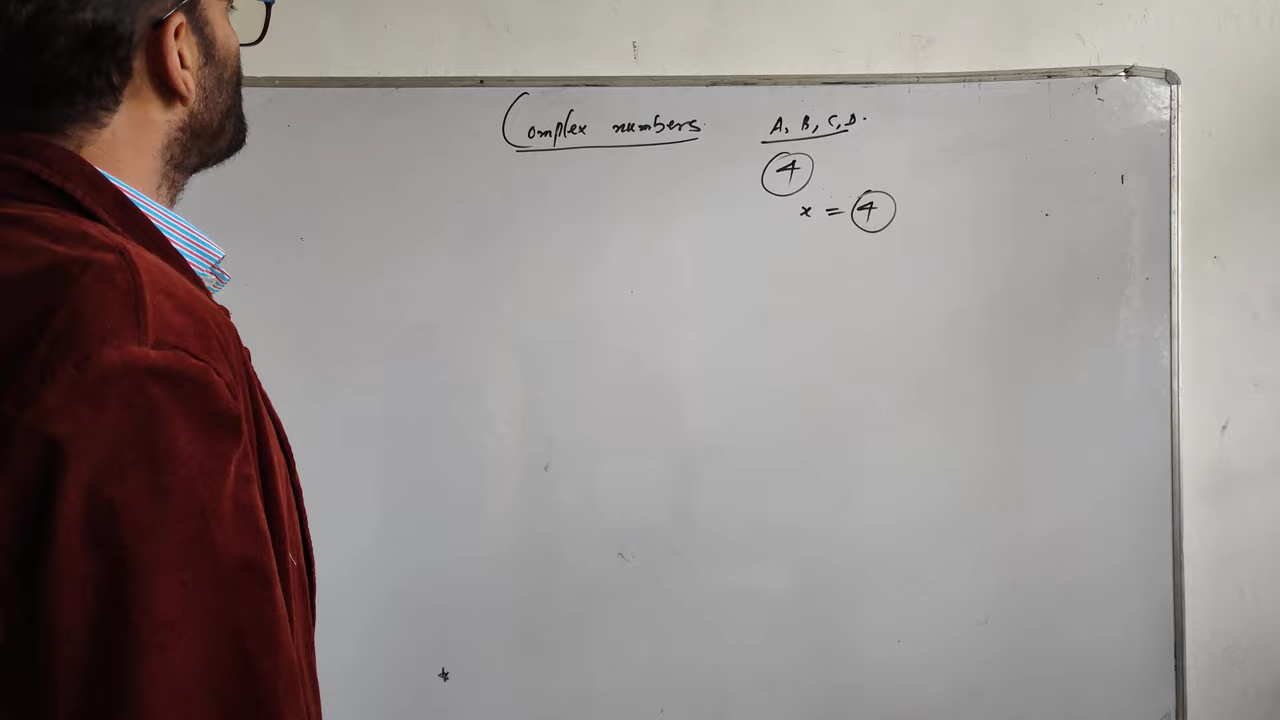 Complex numbers. A, B, C, D.
4
x = 4